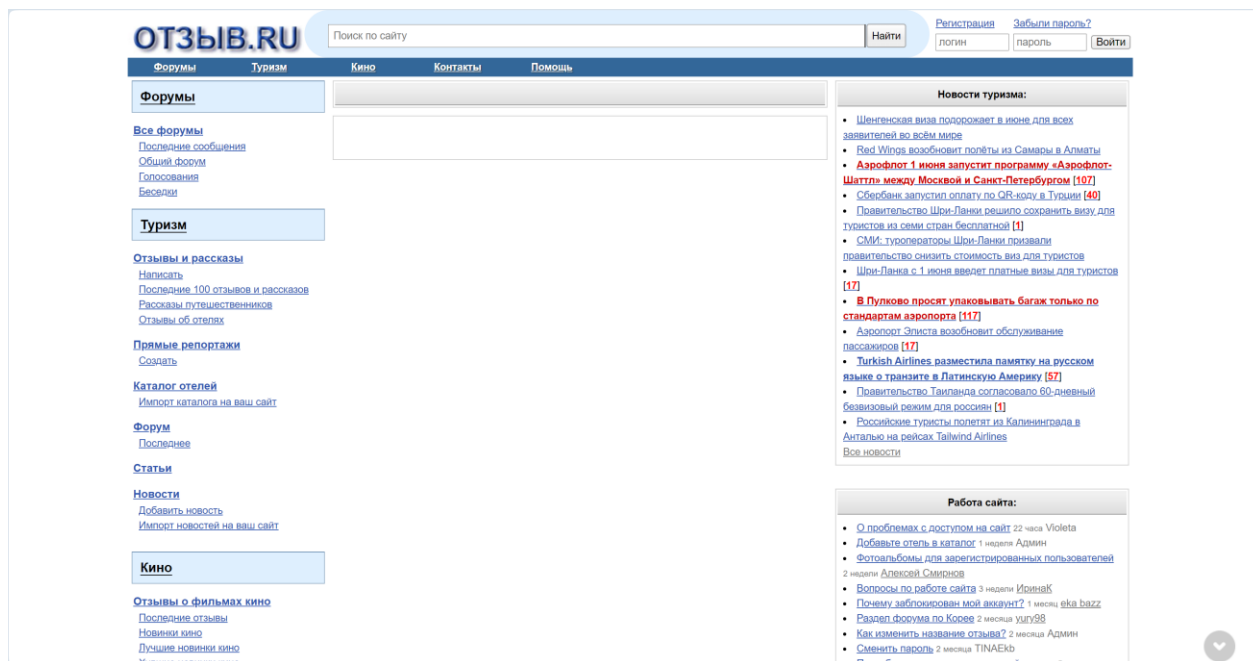 ОТЗЫВ.RU
Поиск по сайту
Найти
Регистрация Забыли пароль?
логин пароль Войти
Форумы Туризм Кино Контакты Помощь
Форумы
Все форумы
Последние сообщения
Общий форум
Голосования
Беседки
Туризм
Отзывы и рассказы
Написать
Последние 100 отзывов и рассказов
Рассказы путешественников
Отзывы об отелях
Прямые репортажи
Создать
Каталог отелей
Импорт каталога на ваш сайт
Форум
Последнее
Статьи
Новости
Добавить новость
Импорт новостей на ваш сайт
Кино
Отзывы о фильмах кино
Последние отзывы
Новинки кино
Лучшие новинки кино
Новости туризма:
Шенгенская виза подорожает в июне для всех
заявителей во всём мире
Red Wings возобновит полёты из Самары в Алматы
Аэрофлот 1 июня запустит программу «Аэрофлот-
Шаттл» между Москвой и Санкт-Петербургом [107]
Сбербанк запустил оплату по QR-коду в Турции [40]
Правительство Шри-Ланки решило сохранить визу для
туристов из семи стран бесплатной [1]
СМИ: туроператоры Шри-Ланки призвали
правительство снизить стоимость виз для туристов
Шри-Ланка с 1 июня введет платные визы для туристов
[17]
В Пулково просят упаковывать багаж только по
стандартам аэропорта [117]
Аэропорт Элиста возобновит обслуживание
пассажиров [17]
Turkish Airlines разместила памятку на русском
языке о транзите в Латинскую Америку [57]
Правительство Таиланда согласовало 60-дневный
безвизовый режим для россиян [1]
Российские туристы полетят из Калининграда в
Анталью на рейсах Tailwind Airlines
Все новости
Работа сайта:
О проблемах с доступом на сайт 22 часа Violeta
Добавьте отель в каталог 1 неделя Админ
Фотоальбомы для зарегистрированных пользователей
2 недели Алексей Смирнов
Вопросы по работе сайта 3 недели ИринаК
Почему заблокирован мой аккаунт? 1 месяц eka bazz
Раздел форума по Корее 2 месяца yury98
Как изменить название отзыва? 2 месяца Админ
Сменить пароль 2 месяца TINAEkb